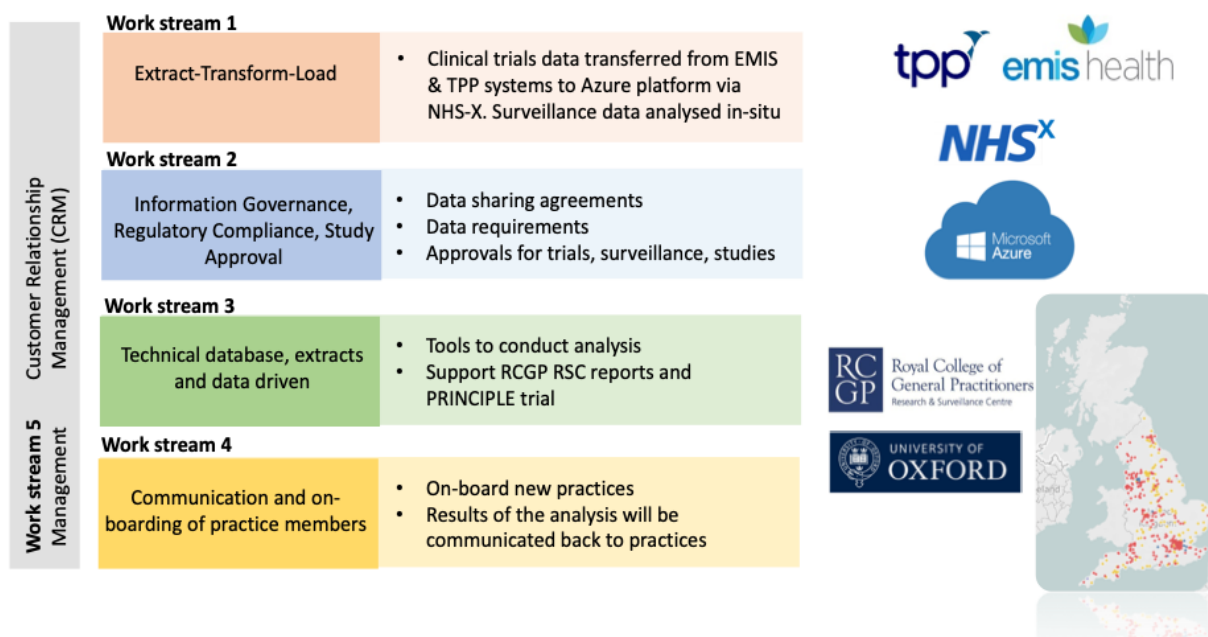 Work stream 1
Extract-Transform-Load
• Clinical trials data transferred from EMIS
& TPP systems to Azure platform via
NHS-X. Surveillance data analysed in-situ
Work stream 2
Information Governance,
Regulatory Compliance, Study
Approval
• Data sharing agreements
• Data requirements
• Approvals for trials, surveillance, studies
Work stream 3
Technical database, extracts
and data driven
• Tools to conduct analysis
• Support RCGP RSC reports and
PRINCIPLE trial
Work stream 4
Communication and on-
boarding of practice members
• On-board new practices
• Results of the analysis will be
communicated back to practices
Customer Relationship
Management (CRM)
Work stream 5
Management
tpp
emis health
NHSX
Microsoft
Azure
RC
GP
Royal College of
General Practitioners
Research & Surveillance Centre
UNIVERSITY OF
OXFORD